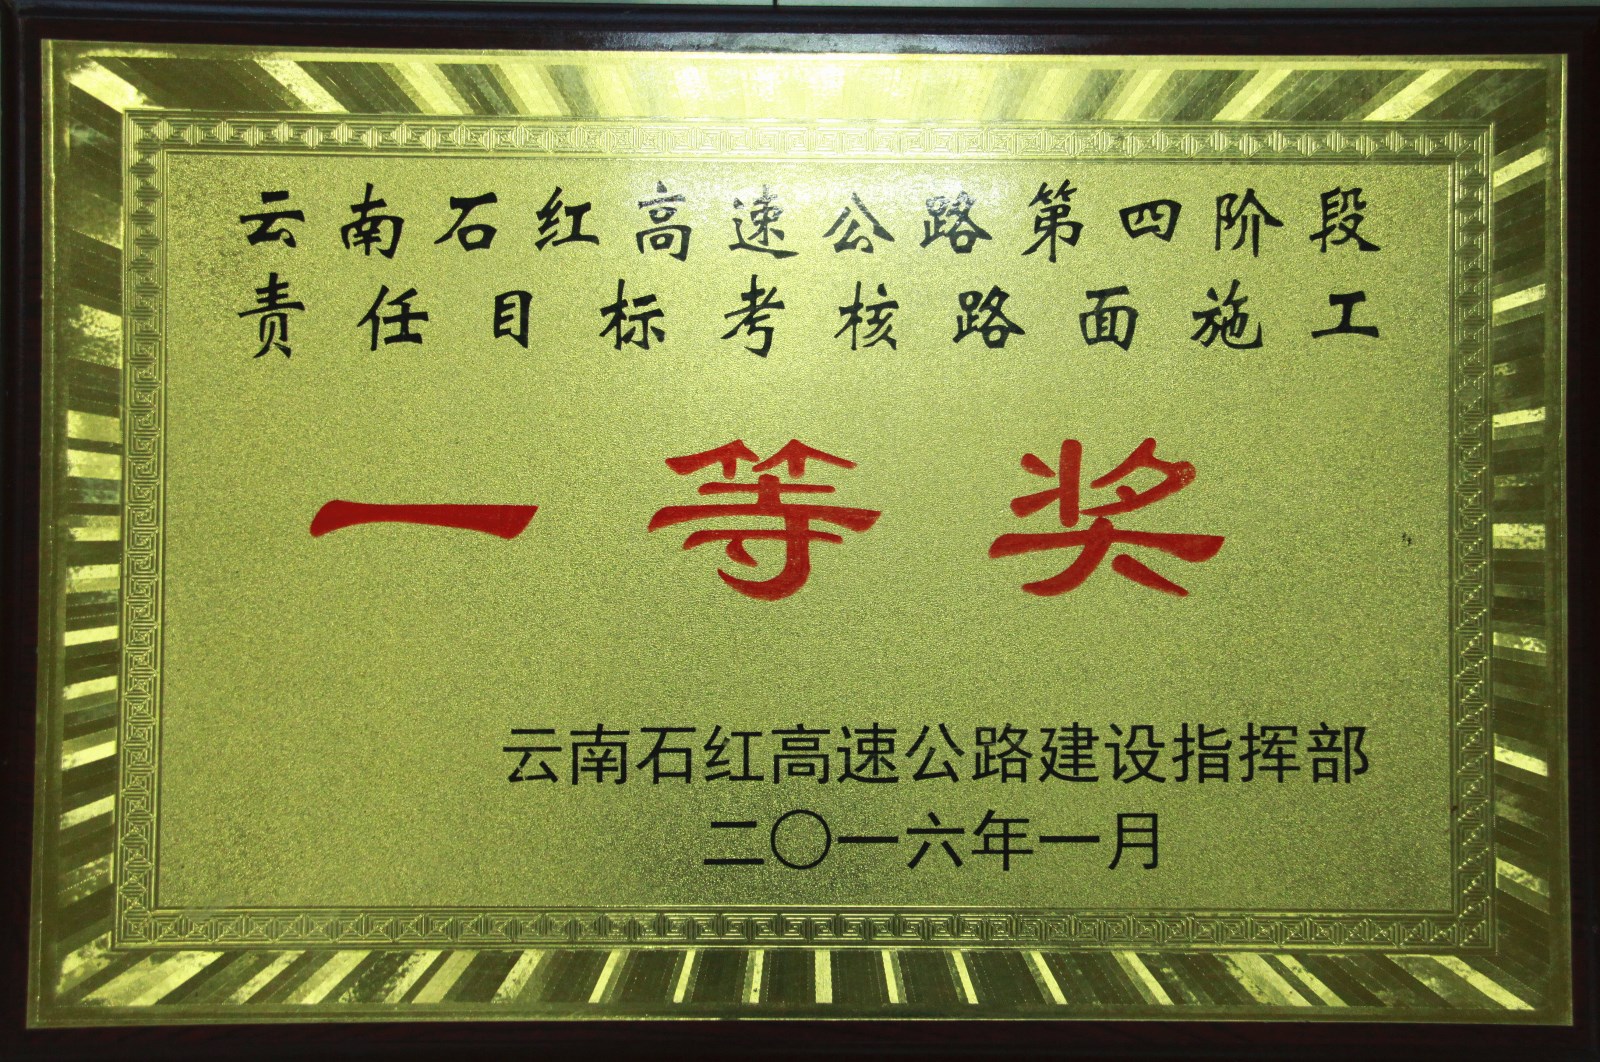 云南石红高速公路第四阶段
责任目标考核路面施工
一等奖
云南石红高速公路建设指挥部
二〇一六年一月